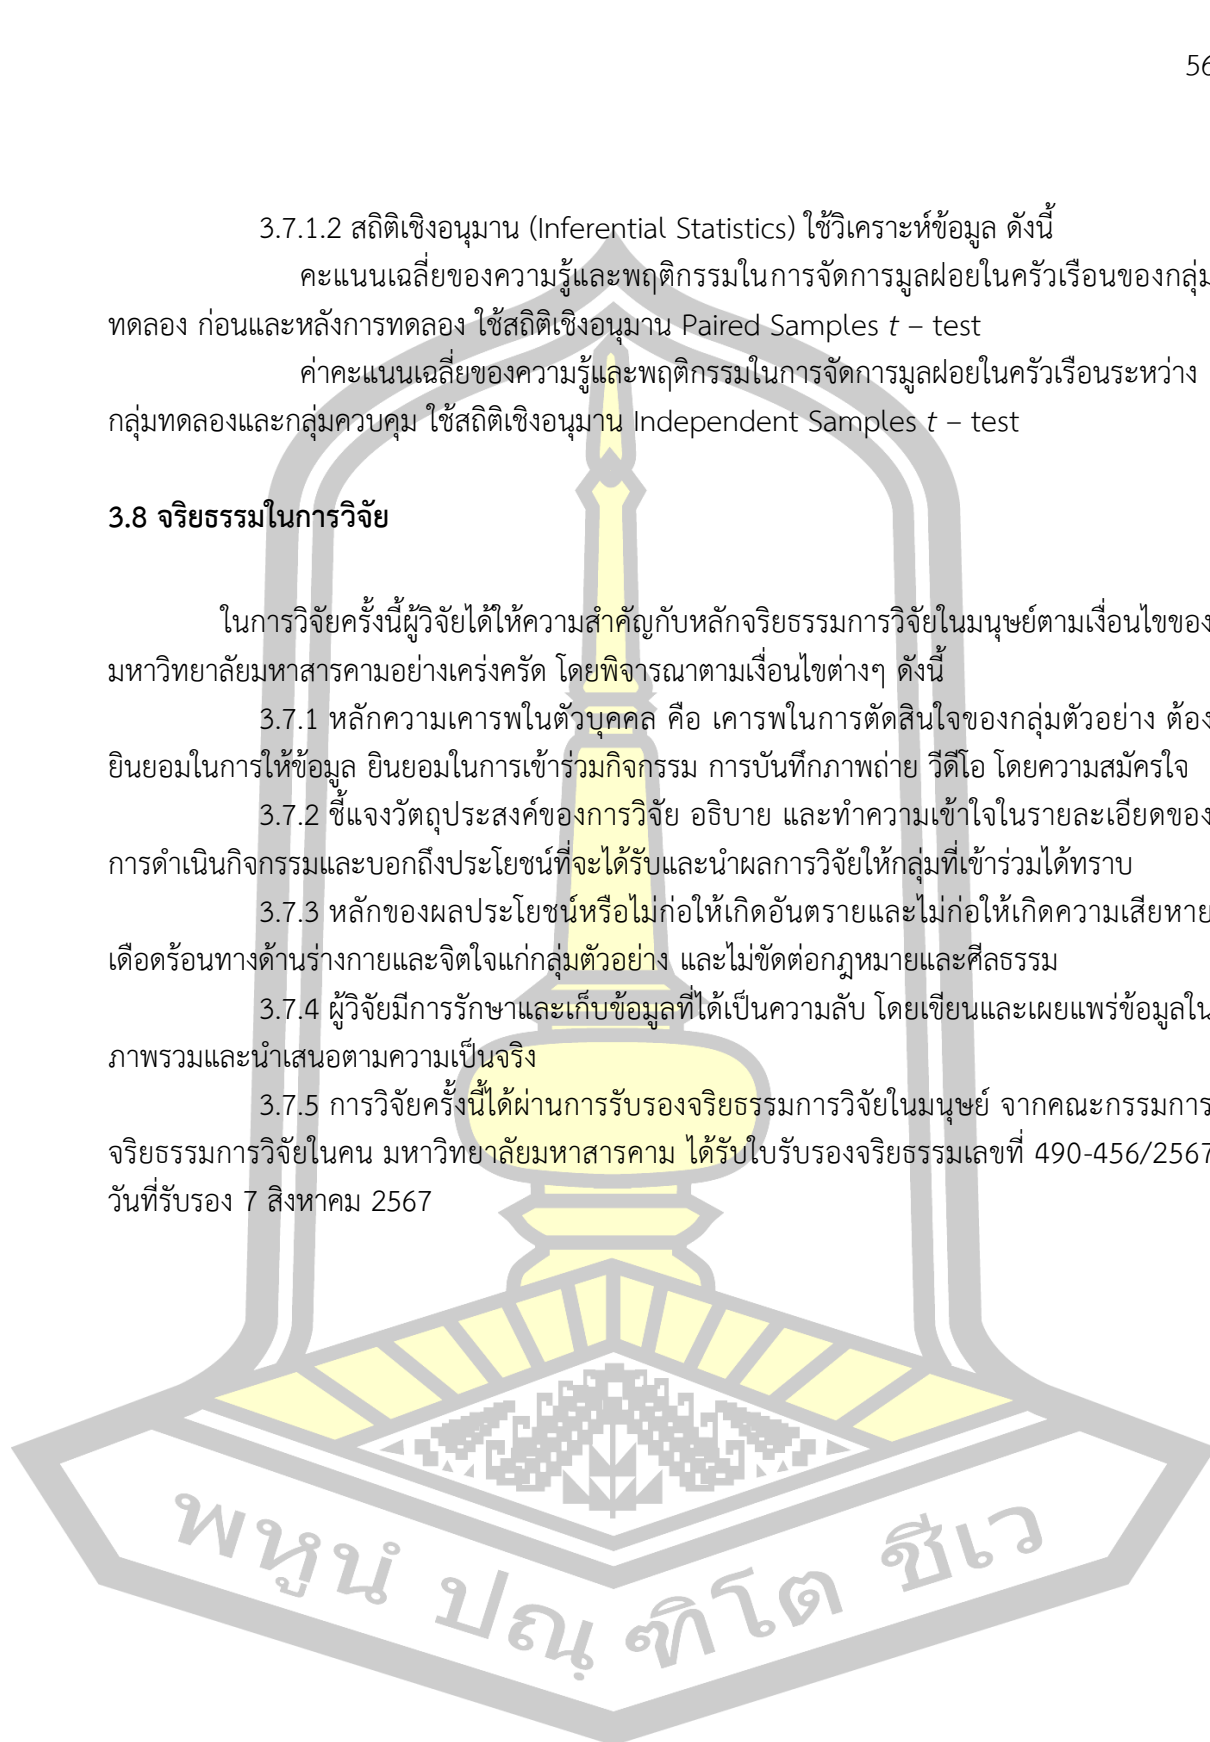 56
3.7.1.2 สถิติเชิงอนุมาน (Inferential Statistics) ใช้วิเคราะห์ข้อมูล ดังนี้
คะแนนเฉลี่ยของความรู้และพฤติกรรมในการจัดการมูลฝอยในครัวเรือนของกลุ่ม
ทดลอง ก่อนและหลังการทดลอง ใช้สถิติเชิงอนุมาน Paired Samples t – test
ค่าคะแนนเฉลี่ยของความรู้และพฤติกรรมในการจัดการมูลฝอยในครัวเรือนระหว่าง
กลุ่มทดลองและกลุ่มควบคุม ใช้สถิติเชิงอนุมาน Independent Samples t – test
3.8 จริยธรรมในการวิจัย
ในการวิจัยครั้งนี้ผู้วิจัยได้ให้ความสำคัญกับหลักจริยธรรมการวิจัยในมนุษย์ตามเงื่อนไขของ
มหาวิทยาลัยมหาสารคามอย่างเคร่งครัด โดยพิจารณาตามเงื่อนไขต่างๆ ดังนี้
3.7.1 หลักความเคารพในตัวบุคคล คือ เคารพในการตัดสินใจของกลุ่มตัวอย่าง ต้อง
ยินยอมในการให้ข้อมูล ยินยอมในการเข้าร่วมกิจกรรม การบันทึกภาพถ่าย วีดีโอ โดยความสมัครใจ
3.7.2 ชี้แจงวัตถุประสงค์ของการวิจัย อธิบาย และทำความเข้าใจในรายละเอียดของ
การดำเนินกิจกรรมและบอกถึงประโยชน์ที่จะได้รับและนำผลการวิจัยให้กลุ่มที่เข้าร่วมได้ทราบ
3.7.3 หลักของผลประโยชน์หรือไม่ก่อให้เกิดอันตรายและไม่ก่อให้เกิดความเสียหาย
เดือดร้อนทางด้านร่างกายและจิตใจแก่กลุ่มตัวอย่าง และไม่ขัดต่อกฎหมายและศีลธรรม
3.7.4 ผู้วิจัยมีการรักษาและเก็บข้อมูลที่ได้เป็นความลับ โดยเขียนและเผยแพร่ข้อมูลใน
ภาพรวมและนำเสนอตามความเป็นจริง
3.7.5 การวิจัยครั้งนี้ได้ผ่านการรับรองจริยธรรมการวิจัยในมนุษย์ จากคณะกรรมการ
จริยธรรมการวิจัยในคน มหาวิทยาลัยมหาสารคาม ได้รับใบรับรองจริยธรรมเลขที่ 490-456/2567
วันที่รับรอง 7 สิงหาคม 2567
พหูนํ ปณฺ ฑิโต ชีเว